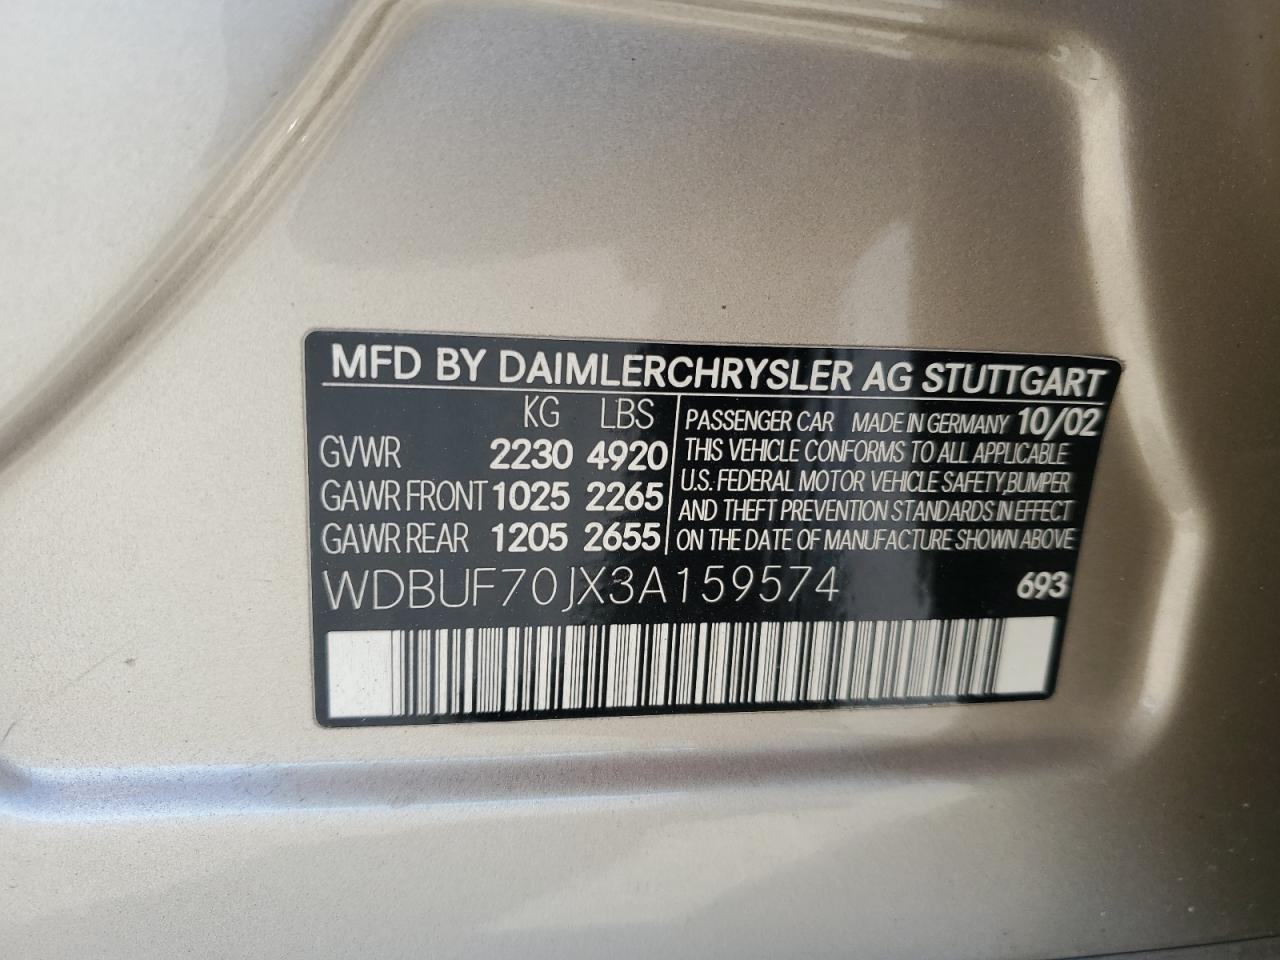 MFD BY DAIMLERCHRYSLER AG STUTTGART
KG LBS
GVWR 2230 4920
GAWR FRONT 1025 2265
GAWR REAR 1205 2655
PASSENGER CAR MADE IN GERMANY 10/02
THIS VEHICLE CONFORMS TO ALL APPLICABLE
U.S. FEDERAL MOTOR VEHICLE SAFETY,BUMPER
AND THEFT PREVENTION STANDARDS IN EFFECT
ON THE DATE OF MANUFACTURE SHOWN ABOVE
WDBUF70JX3A159574 693